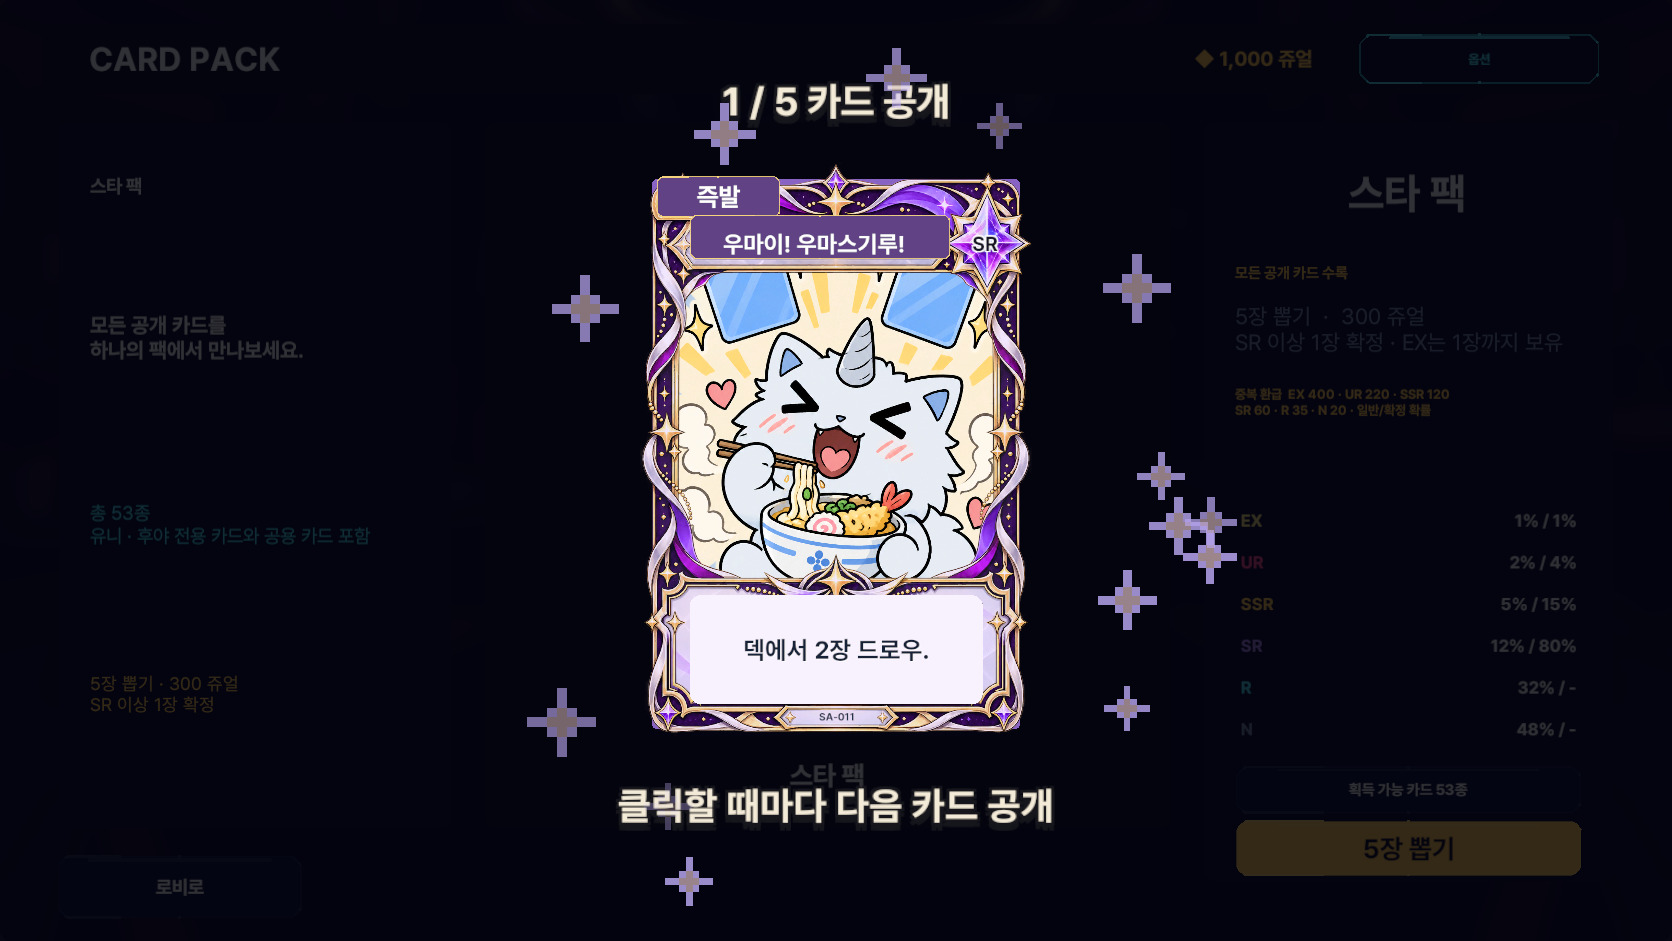 CARD PACK
1,000 쥬얼
옵션
1 / 5 카드 공개
스타 팩
모든 공개 카드를
하나의 팩에서 만나보세요.
총 53종
유니 · 후야 전용 카드와 공용 카드 포함
5장 뽑기 · 300 쥬얼
SR 이상 1장 확정
로비로
즉발
우마이! 우마스기루!
SR
덱에서 2장 드로우.
SA-011
스타 팩
클릭할 때마다 다음 카드 공개
스타 팩
모든 공개 카드 수록
5장 뽑기 · 300 쥬얼
SR 이상 1장 확정 · EX는 1장까지 보유
중복 환급 EX 400 · UR 220 · SSR 120
SR 60 · R 35 · N 20 · 일반/확정 확률
EX 1% / 1%
UR 2% / 4%
SSR 5% / 15%
SR 12% / 80%
R 32% / -
N 48% / -
획득 가능 카드 53종
5장 뽑기